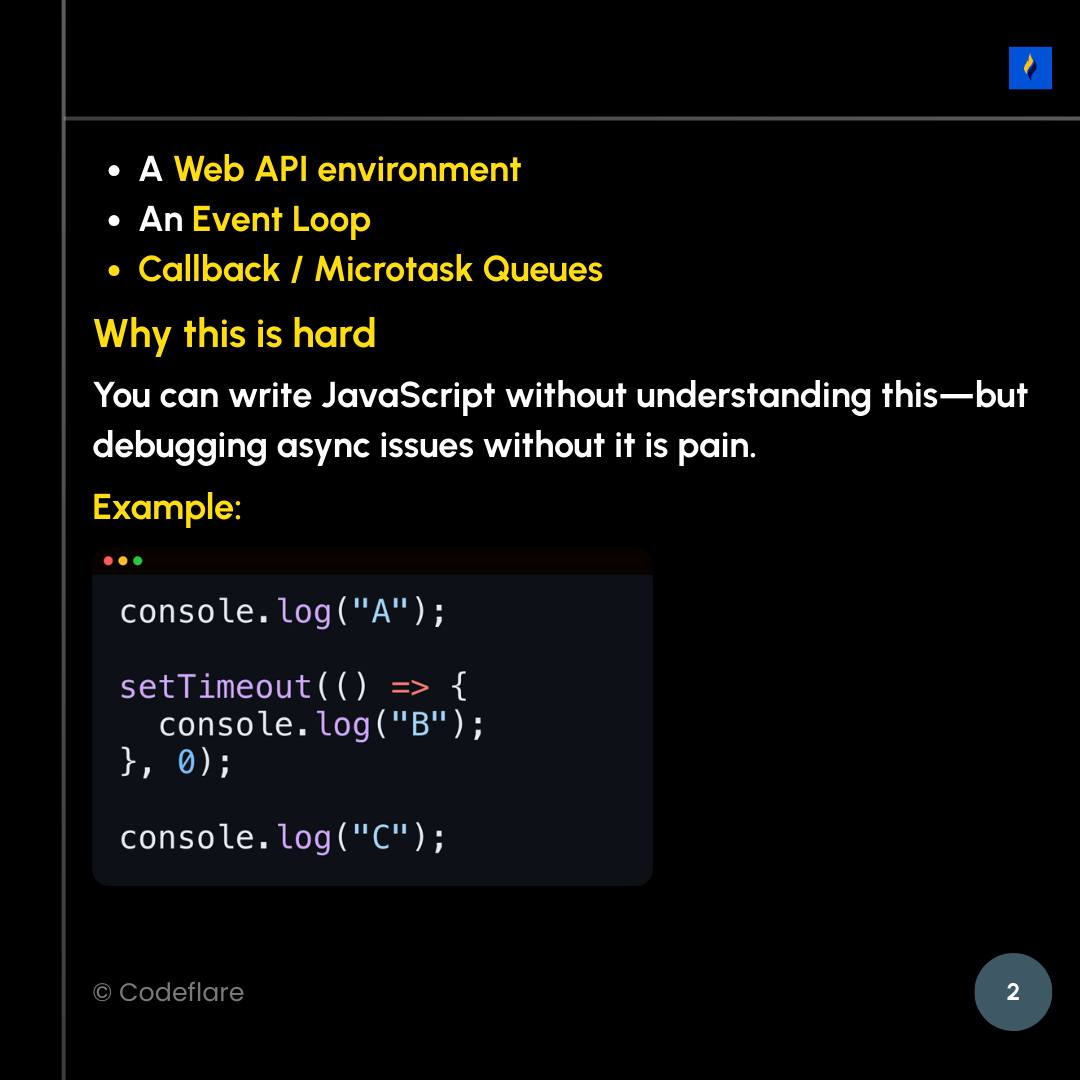 • A Web API environment
• An Event Loop
• Callback / Microtask Queues
Why this is hard
You can write JavaScript without understanding this—but
debugging async issues without it is pain.
Example:
console.log("A");
setTimeout(() => {
  console.log("B");
}, 0);
console.log("C");
© Codeflare
2